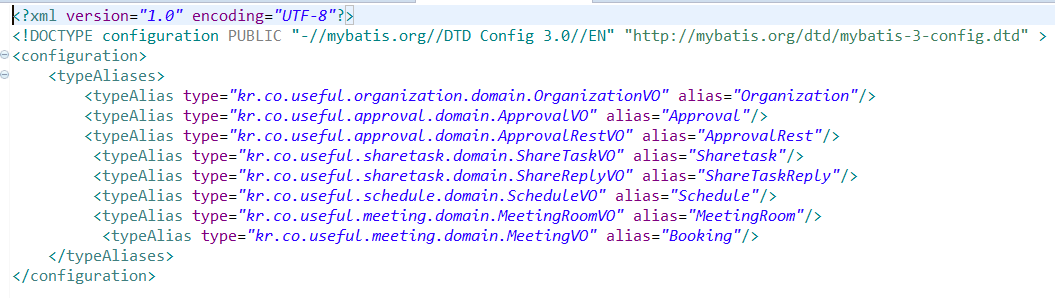 <?xml version="1.0" encoding="UTF-8"?>
<!DOCTYPE configuration PUBLIC "-//mybatis.org//DTD Config 3.0//EN" "http://mybatis.org/dtd/mybatis-3-config.dtd" >
<configuration>
    <typeAliases>
        <typeAlias type="kr.co.useful.organization.domain.OrganizationVO" alias="Organization"/>
        <typeAlias type="kr.co.useful.approval.domain.ApprovalVO" alias="Approval"/>
        <typeAlias type="kr.co.useful.approval.domain.ApprovalRestVO" alias="ApprovalRest"/>
         <typeAlias type="kr.co.useful.sharetask.domain.ShareTaskVO" alias="Sharetask"/>
         <typeAlias type="kr.co.useful.sharetask.domain.ShareReplyVO" alias="ShareTaskReply"/>
         <typeAlias type="kr.co.useful.schedule.domain.ScheduleVO" alias="Schedule"/>
         <typeAlias type="kr.co.useful.meeting.domain.MeetingRoomVO" alias="MeetingRoom"/>
          <typeAlias type="kr.co.useful.meeting.domain.MeetingVO" alias="Booking"/>
    </typeAliases>
</configuration>